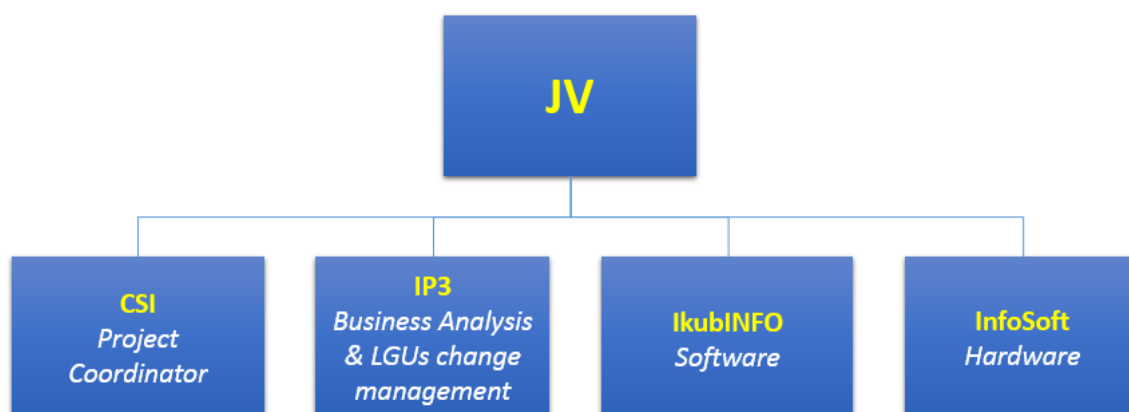 JV
CSI
Project
Coordinator
IP3
Business Analysis
& LGUs change
management
IkubINFO
Software
InfoSoft
Hardware